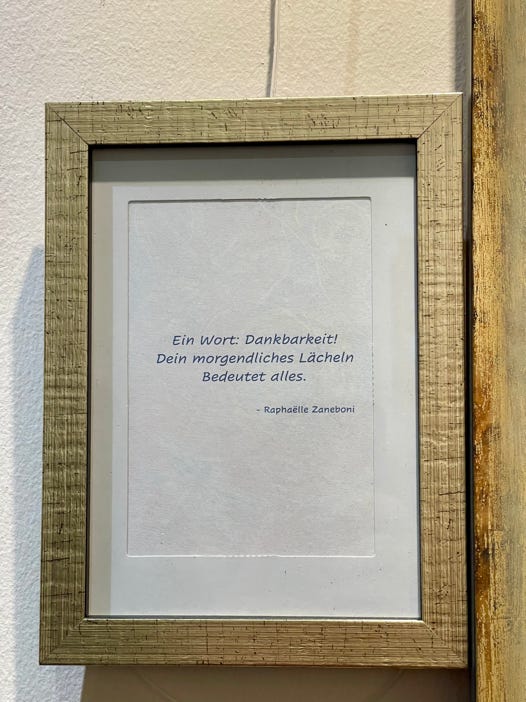 Ein Wort: Dankbarkeit!
Dein morgendliches Lächeln
Bedeutet alles.
- Raphaëlle Zaneboni